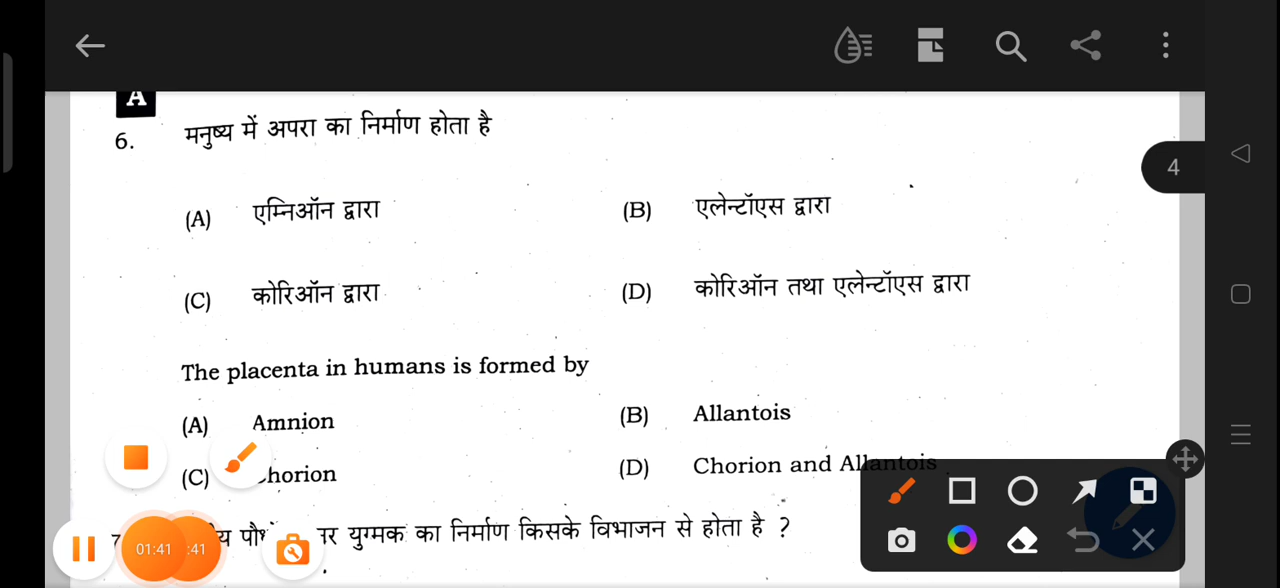 A
6. मनुष्य में अपरा का निर्माण होता है
4
(A) एम्निऑन द्वारा (B) एलेन्टॉएस द्वारा
(C) कोरिऑन द्वारा (D) कोरिऑन तथा एलेन्टॉएस द्वारा
The placenta in humans is formed by
(A) Amnion (B) Allantois
(C) horion (D) Chorion and Allantois
युग्मक का निर्माण किसके विभाजन से होता है ?
01:41 :41